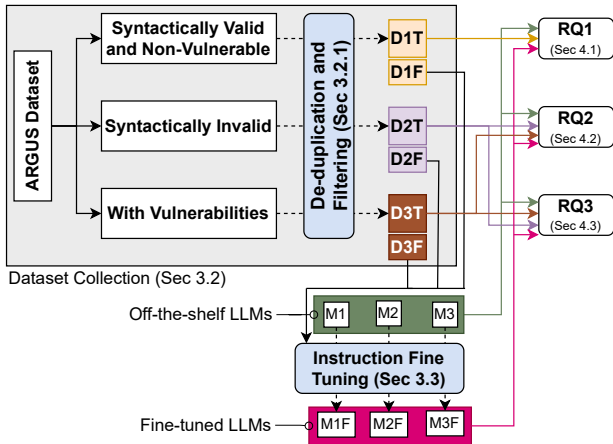 Syntactically Valid
and Non-Vulnerable
Syntactically Invalid
With Vulnerabilities
ARGUS Dataset
De-duplication and
Filtering (Sec 3.2.1)
D1T
D1F
D2T
D2F
D3T
D3F
RQ1
(Sec 4.1)
RQ2
(Sec 4.2)
RQ3
(Sec 4.3)
Dataset Collection (Sec 3.2)
Off-the-shelf LLMs
M1
M2
M3
Instruction Fine
Tuning (Sec 3.3)
Fine-tuned LLMs
M1F
M2F
M3F